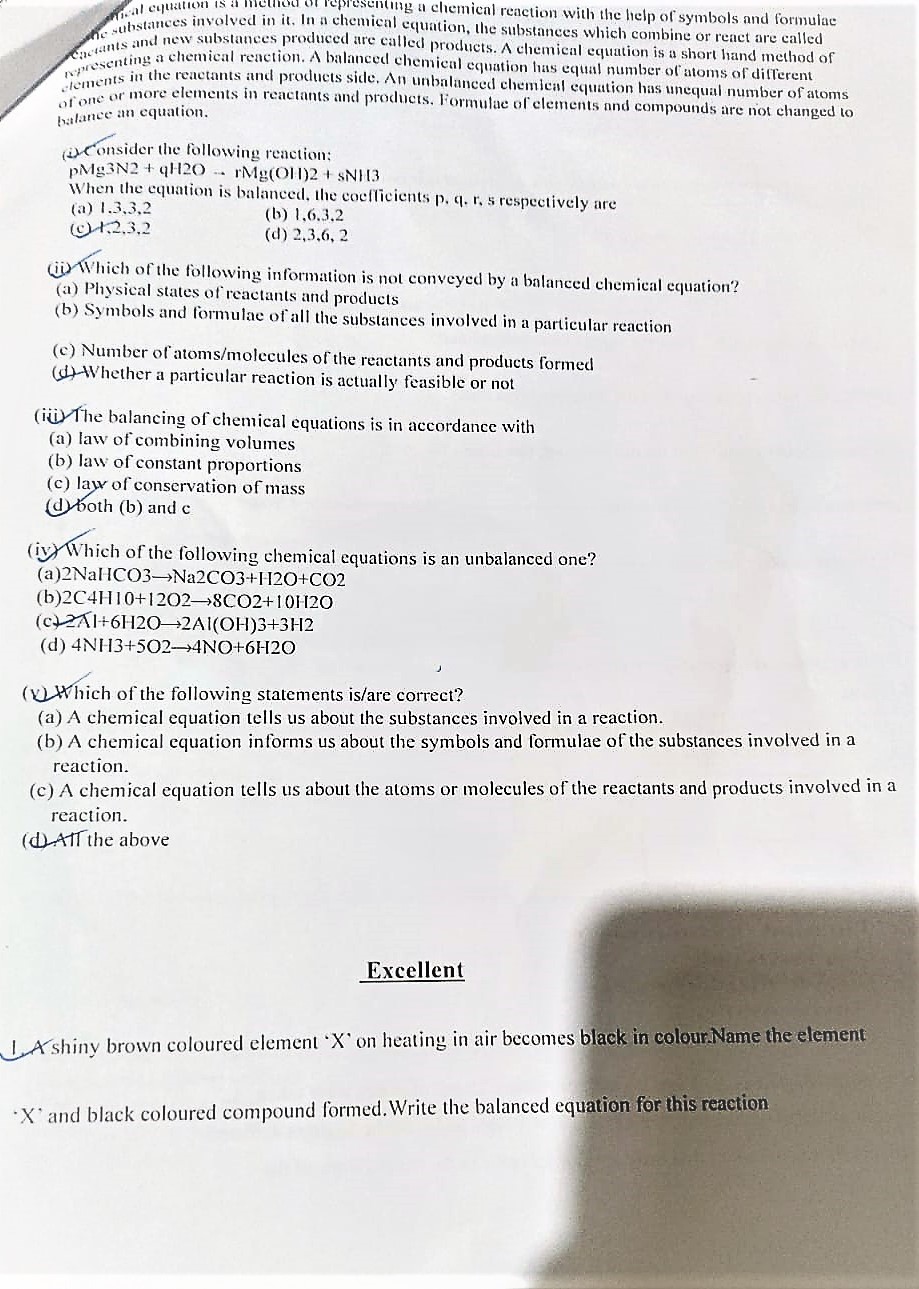 equation is a method of representing a chemical reaction with the help of symbols and formulae
substances involved in it. In a chemical equation, the substances which combine or react are called
and new substances produced are called products. A chemical equation is a short hand method of
representing a chemical reaction. A balanced chemical equation has equal number of atoms of different
elements in the reactants and products side. An unbalanced chemical equation has unequal number of atoms
of one or more elements in reactants and products. Formulae of elements and compounds are not changed to
balance an equation.
(i) Consider the following reaction:
pMg3N2 + qH2O → rMg(OH)2 + sNH3
When the equation is balanced, the coefficients p, q, r, s respectively are
(a) 1,3,3,2 (b) 1,6,3,2
(c) 1,2,3,2 (d) 2,3,6, 2
(ii) Which of the following information is not conveyed by a balanced chemical equation?
(a) Physical states of reactants and products
(b) Symbols and formulae of all the substances involved in a particular reaction
(c) Number of atoms/molecules of the reactants and products formed
(d) Whether a particular reaction is actually feasible or not
(iii) The balancing of chemical equations is in accordance with
(a) law of combining volumes
(b) law of constant proportions
(c) law of conservation of mass
(d) both (b) and c
(iv) Which of the following chemical equations is an unbalanced one?
(a)2NaHCO3→Na2CO3+H2O+CO2
(b)2C4H10+12O2→8CO2+10H2O
(c) 2Al+6H2O→2Al(OH)3+3H2
(d) 4NH3+5O2→4NO+6H2O
(v) Which of the following statements is/are correct?
(a) A chemical equation tells us about the substances involved in a reaction.
(b) A chemical equation informs us about the symbols and formulae of the substances involved in a
reaction.
(c) A chemical equation tells us about the atoms or molecules of the reactants and products involved in a
reaction.
(d) All the above
Excellent
1. A shiny brown coloured element 'X' on heating in air becomes black in colour.Name the element
'X' and black coloured compound formed.Write the balanced equation for this reaction